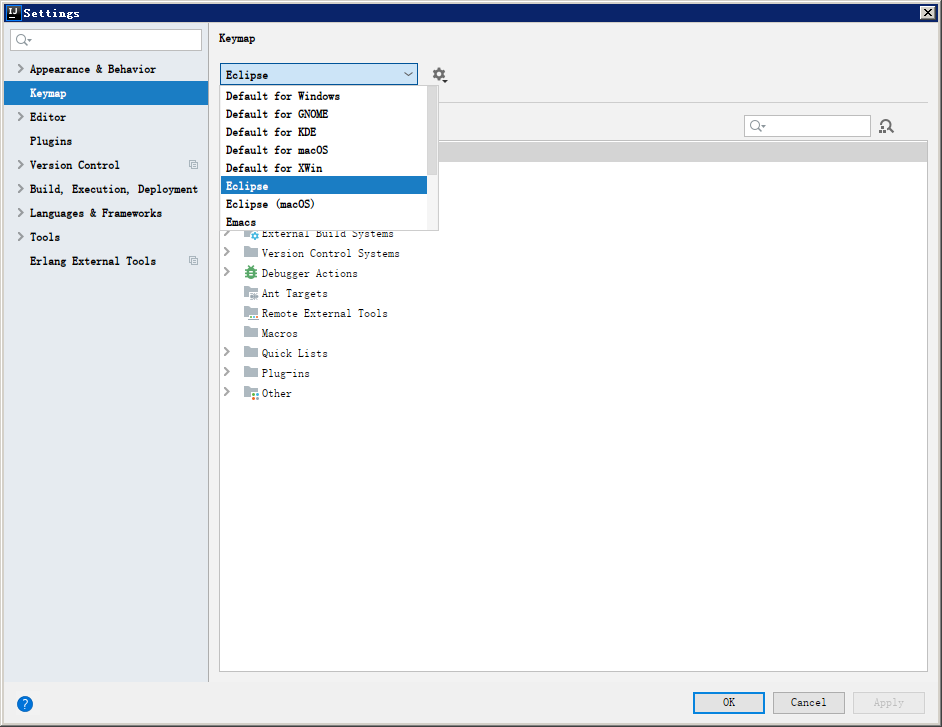 Settings
Appearance & Behavior
Keymap
Editor
Plugins
Version Control
Build, Execution, Deployment
Languages & Frameworks
Tools
Erlang External Tools
Keymap
Eclipse
Default for Windows
Default for GNOME
Default for KDE
Default for macOS
Default for XWin
Eclipse
Eclipse (macOS)
Emacs
External Build Systems
Version Control Systems
Debugger Actions
Ant Targets
Remote External Tools
Macros
Quick Lists
Plug-ins
Other
?
OK
Cancel
Apply